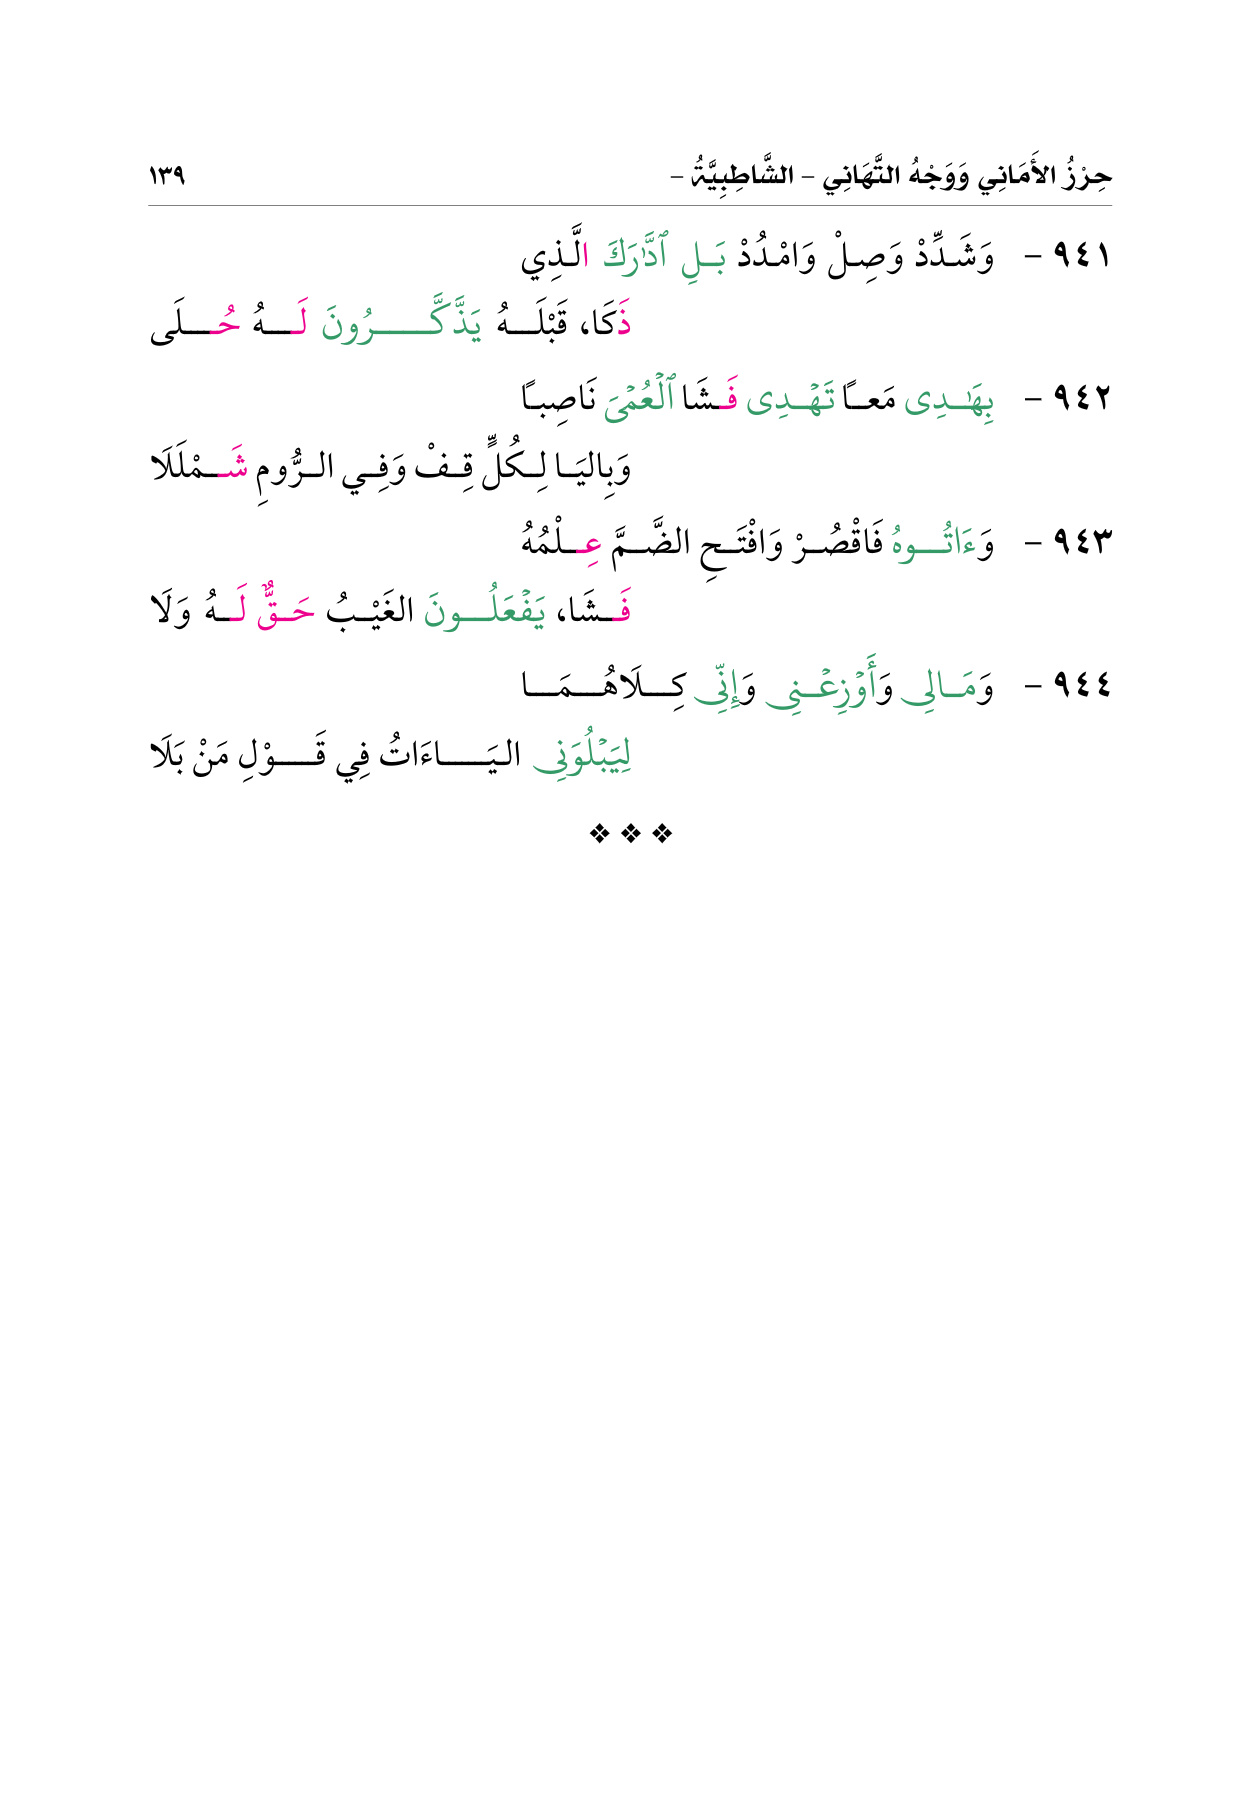 حِرْزُ الأَمَانِي وَوَجْهُ التَّهَانِي – الشَّاطِبِيَّةُ – ١٣٩
٩٤١ – وَشَدِّدْ وَصِلْ وَامْدُدْ بَلِ ٱدَّٰرَكَ الَّذِي
ذَكَا، قَبْلَهُ يَذَّكَّرُونَ لَهُ حُلَى
٩٤٢ – بِهَٰدِى مَعًا تَهْدِى فَشَا ٱلْعُمْىَ نَاصِبًا
وَبِاليَا لِكُلٍّ قِفْ وَفِي الرُّومِ شَمْلَلَا
٩٤٣ – وَءَاتُوهُ فَاقْصُرْ وَافْتَحِ الضَّمَّ عِلْمُهُ
فَشَا، يَفْعَلُونَ الغَيْبُ حَقٌّ لَهُ وَلَا
٩٤٤ – وَمَالِى وَأَوْزِعْنِى وَإِنِّى كِلَاهُمَا
لِيَبْلُوَنِى اليَاءَاتُ فِي قَوْلِ مَنْ بَلَا